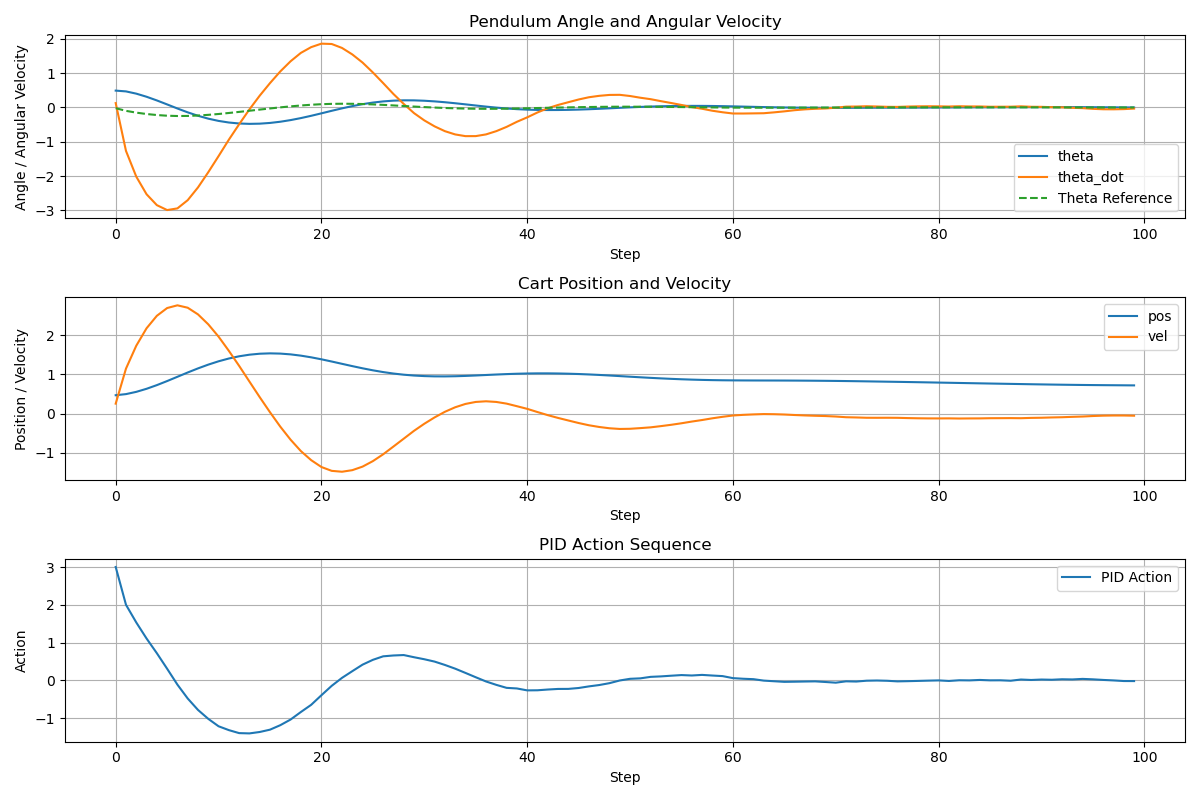 Pendulum Angle and Angular Velocity
Angle / Angular Velocity
2
1
0
−1
−2
−3
theta
theta_dot
Theta Reference
0 20 40 60 80 100
Step
Cart Position and Velocity
Position / Velocity
2
1
0
−1
pos
vel
0 20 40 60 80 100
Step
PID Action Sequence
Action
3
2
1
0
−1
PID Action
0 20 40 60 80 100
Step